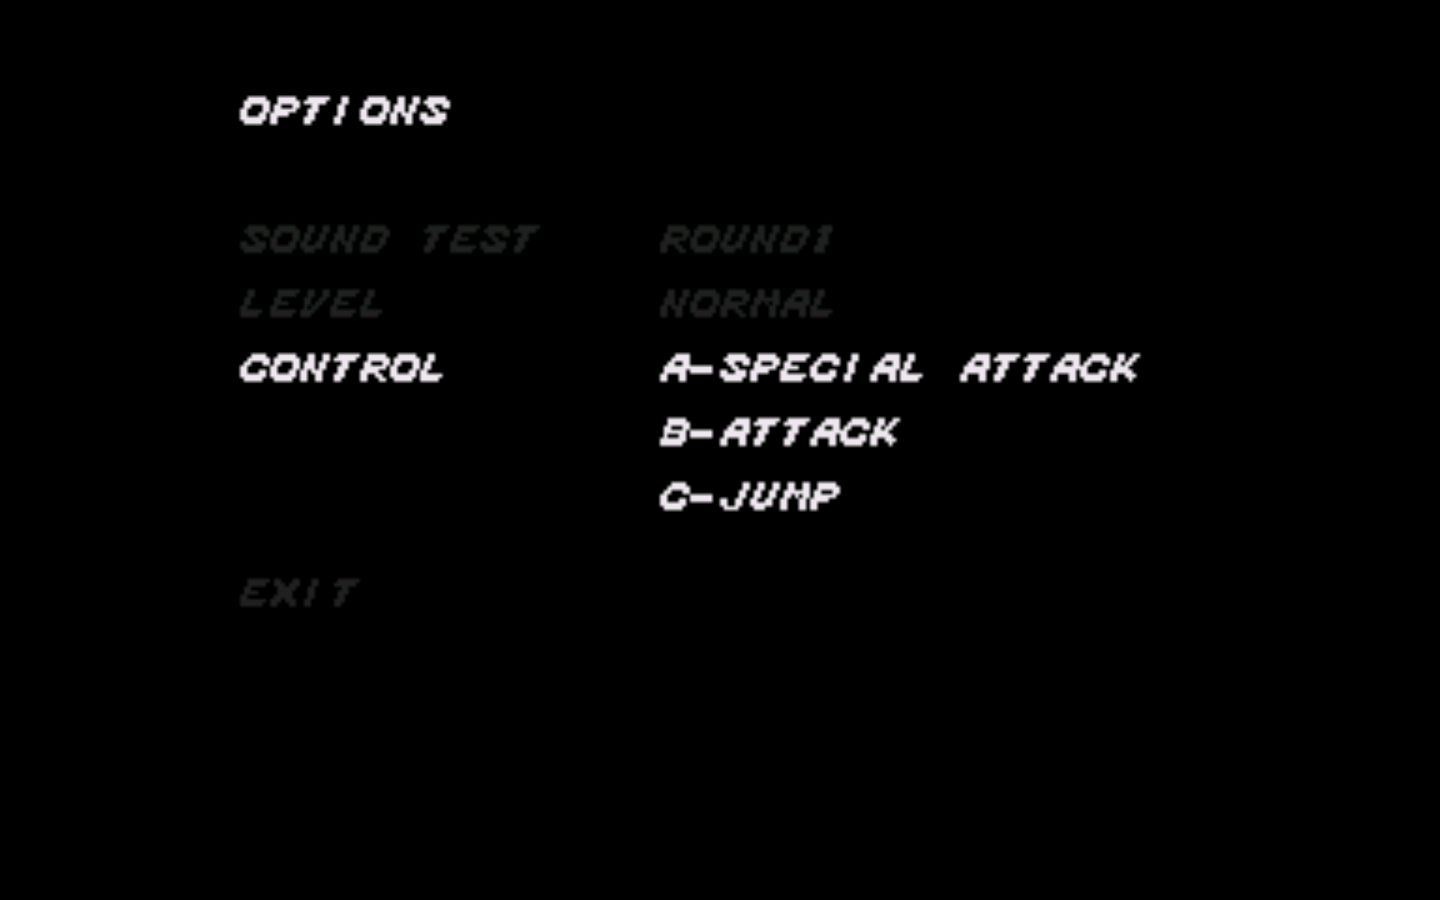 OPTIONS
SOUND TEST ROUND1
LEVEL NORMAL
CONTROL A-SPECIAL ATTACK
B-ATTACK
C-JUMP
EXIT